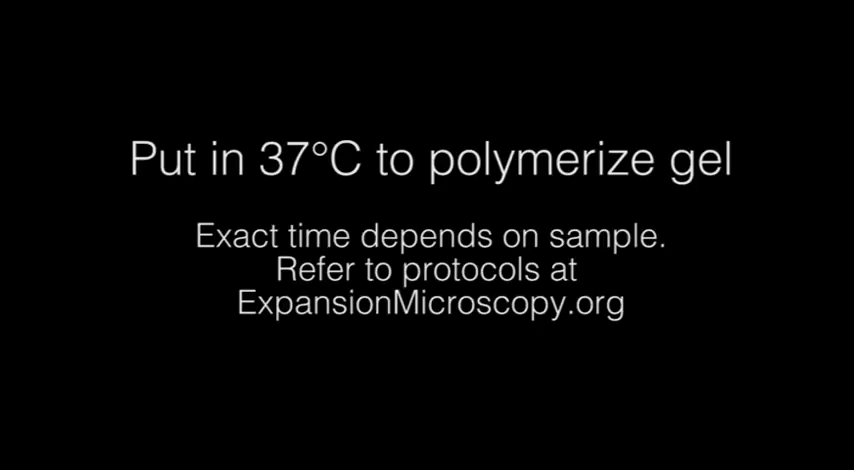 Put in 37°C to polymerize gel
Exact time depends on sample.
Refer to protocols at
ExpansionMicroscopy.org